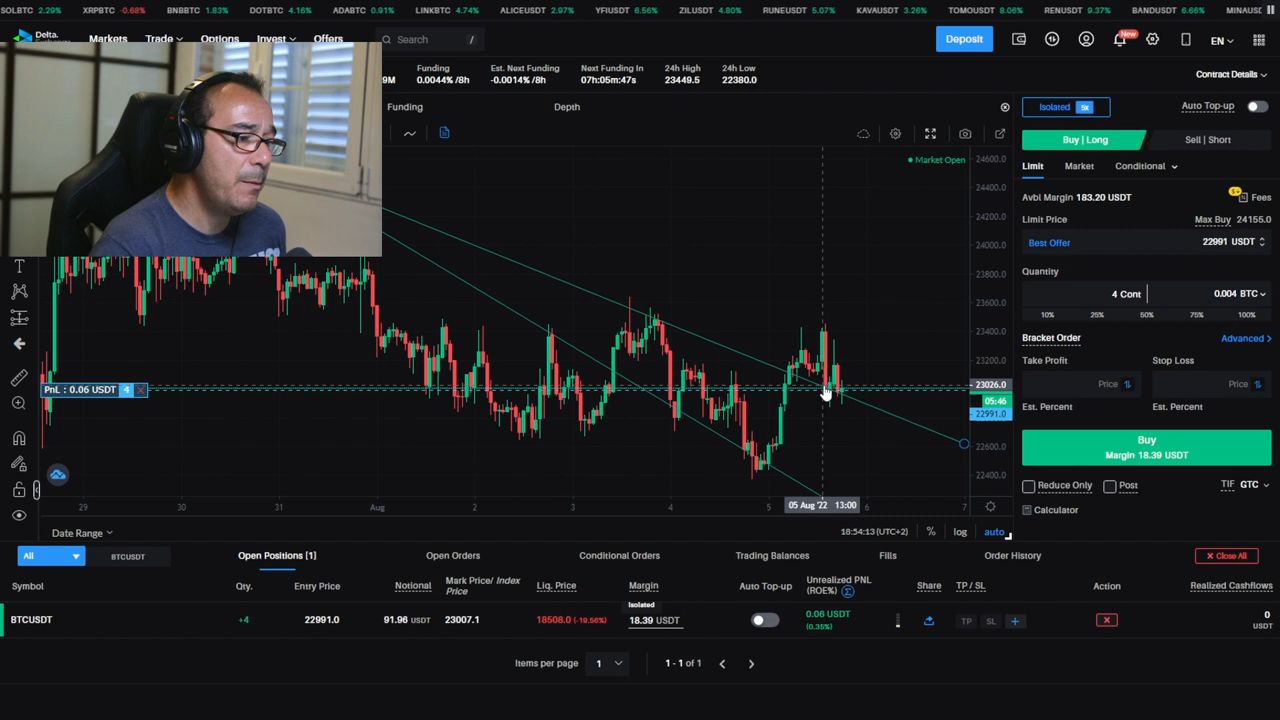 SOLBTC 2.29% XRPBTC -0.68% BNBBTC 1.83% DOTBTC 4.16% ADABTC 0.91% LINKBTC 4.74% ALICEUSDT 2.97% YFIUSDT 6.56% ZILUSDT 4.80% RUNEUSDT 5.07% KAVAUSDT 3.26% TOMOUSDT 8.06% RENUSDT 9.37% BANDUSDT 6.66% MINAUSD
Delta. Markets Trade Options Invest Offers Search / Deposit New EN
Funding Est. Next Funding Next Funding In 24h High 24h Low
9M 0.0044% /8h -0.0014% /8h 07h:05m:47s 23449.5 22380.0 Contract Details
Funding Depth
Isolated 5x Auto Top-up
Market Open
Buy | Long Sell | Short
Limit Market Conditional
Avbl Margin 183.20 USDT Fees
Limit Price Max Buy 24155.0
Best Offer 22991 USDT
Quantity
4 Cont 0.004 BTC
10% 25% 50% 75% 100%
Bracket Order Advanced >
Take Profit Stop Loss
Price Price
Est. Percent Est. Percent
Buy
Margin 18.39 USDT
Reduce Only Post TIF GTC
Calculator
24600.0
24400.0
24200.0
24000.0
23800.0
23600.0
23400.0
23200.0
23026.0
05:46
22991.0
22600.0
22400.0
PnL : 0.06 USDT 4
29 30 31 Aug 2 3 4 5 05 Aug '22 13:00 6 7
Date Range 18:54:13 (UTC+2) % log auto
All BTCUSDT Open Positions [1] Open Orders Conditional Orders Trading Balances Fills Order History Close All
Symbol Qty. Entry Price Notional Mark Price/ Index Price Liq. Price Margin Auto Top-up Unrealized PNL (ROE%) Share TP / SL Action Realized Cashflows
Isolated
BTCUSDT +4 22991.0 91.96 USDT 23007.1 18508.0 (-19.56%) 18.39 USDT 0.06 USDT (0.35%) TP SL + 0 USDT
Items per page 1 1 - 1 of 1